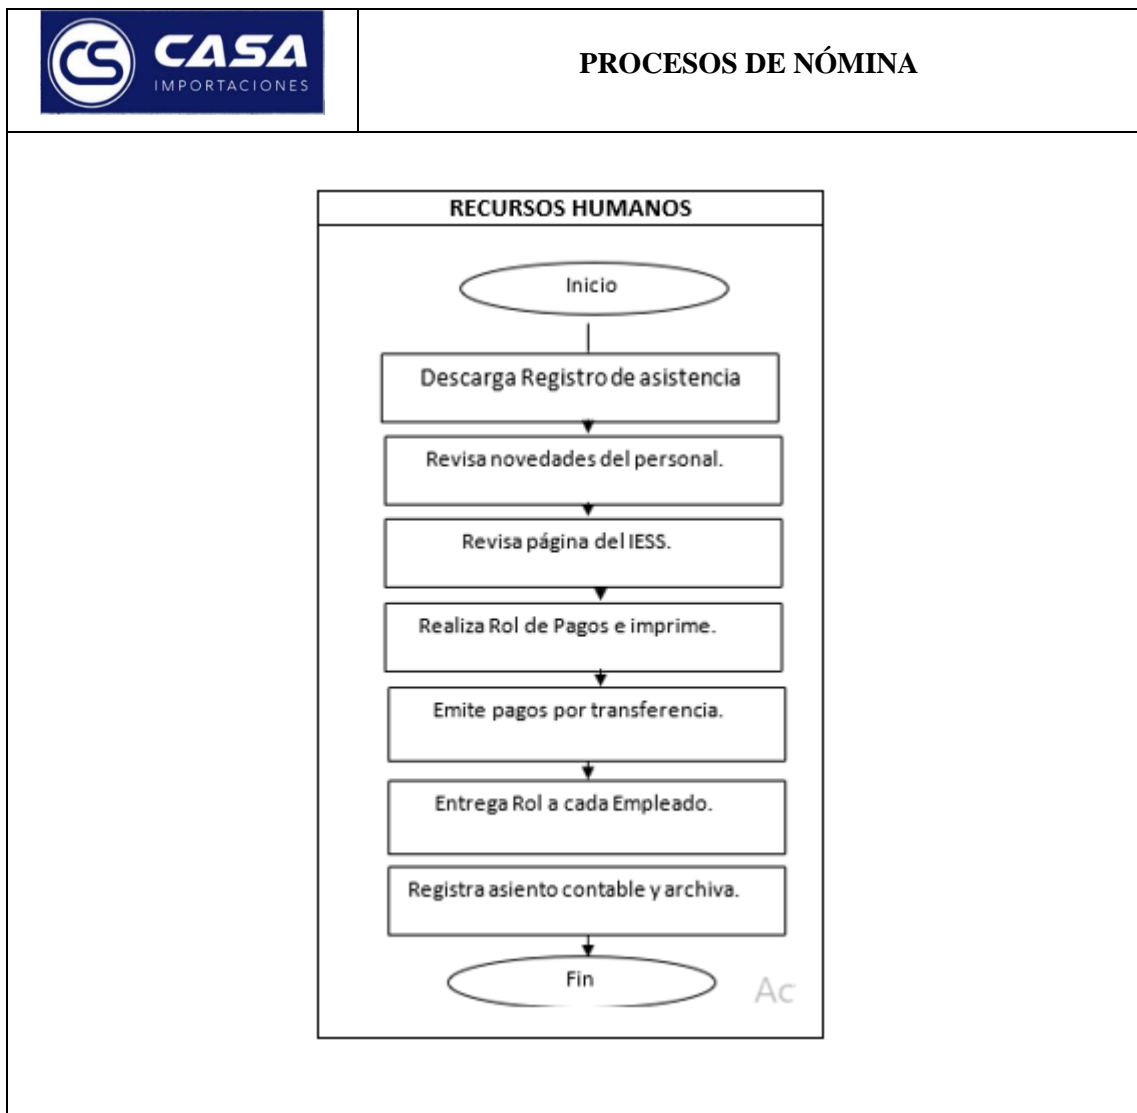 CS CASA
IMPORTACIONES
PROCESOS DE NÓMINA
RECURSOS HUMANOS
Inicio
Descarga Registro de asistencia
Revisa novedades del personal.
Revisa página del IESS.
Realiza Rol de Pagos e imprime.
Emite pagos por transferencia.
Entrega Rol a cada Empleado.
Registra asiento contable y archiva.
Fin
Ac